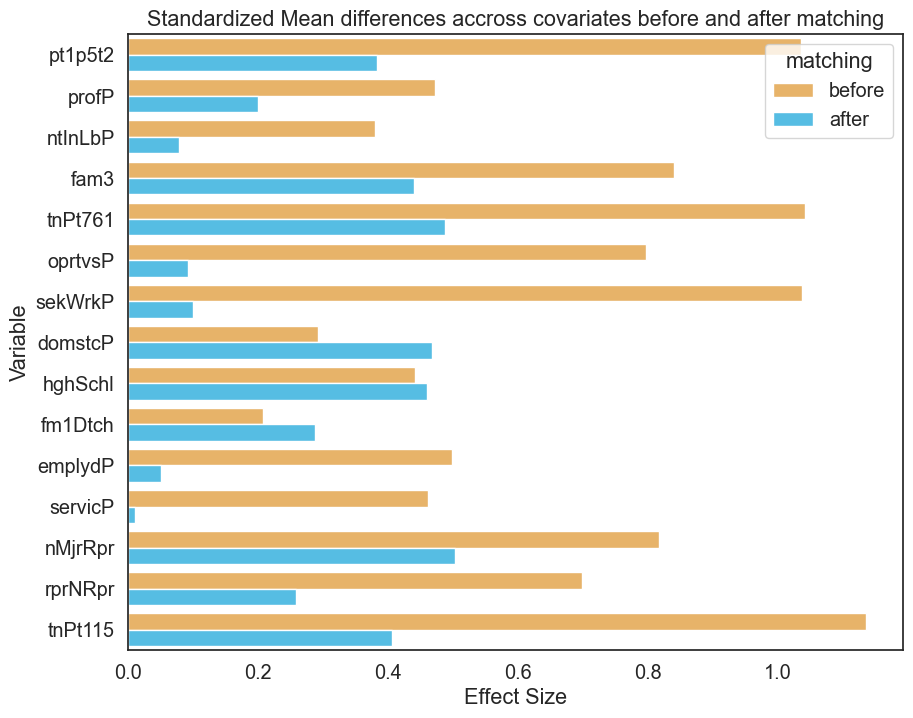 Standardized Mean differences accross covariates before and after matching
pt1p5t2
profP
ntInLbP
fam3
tnPt761
oprtvsP
sekWrkP
domstcP
hghSchl
fm1Dtch
emplydP
servicP
nMjrRpr
rprNRpr
tnPt115
Variable
matching
before
after
0.0 0.2 0.4 0.6 0.8 1.0
Effect Size